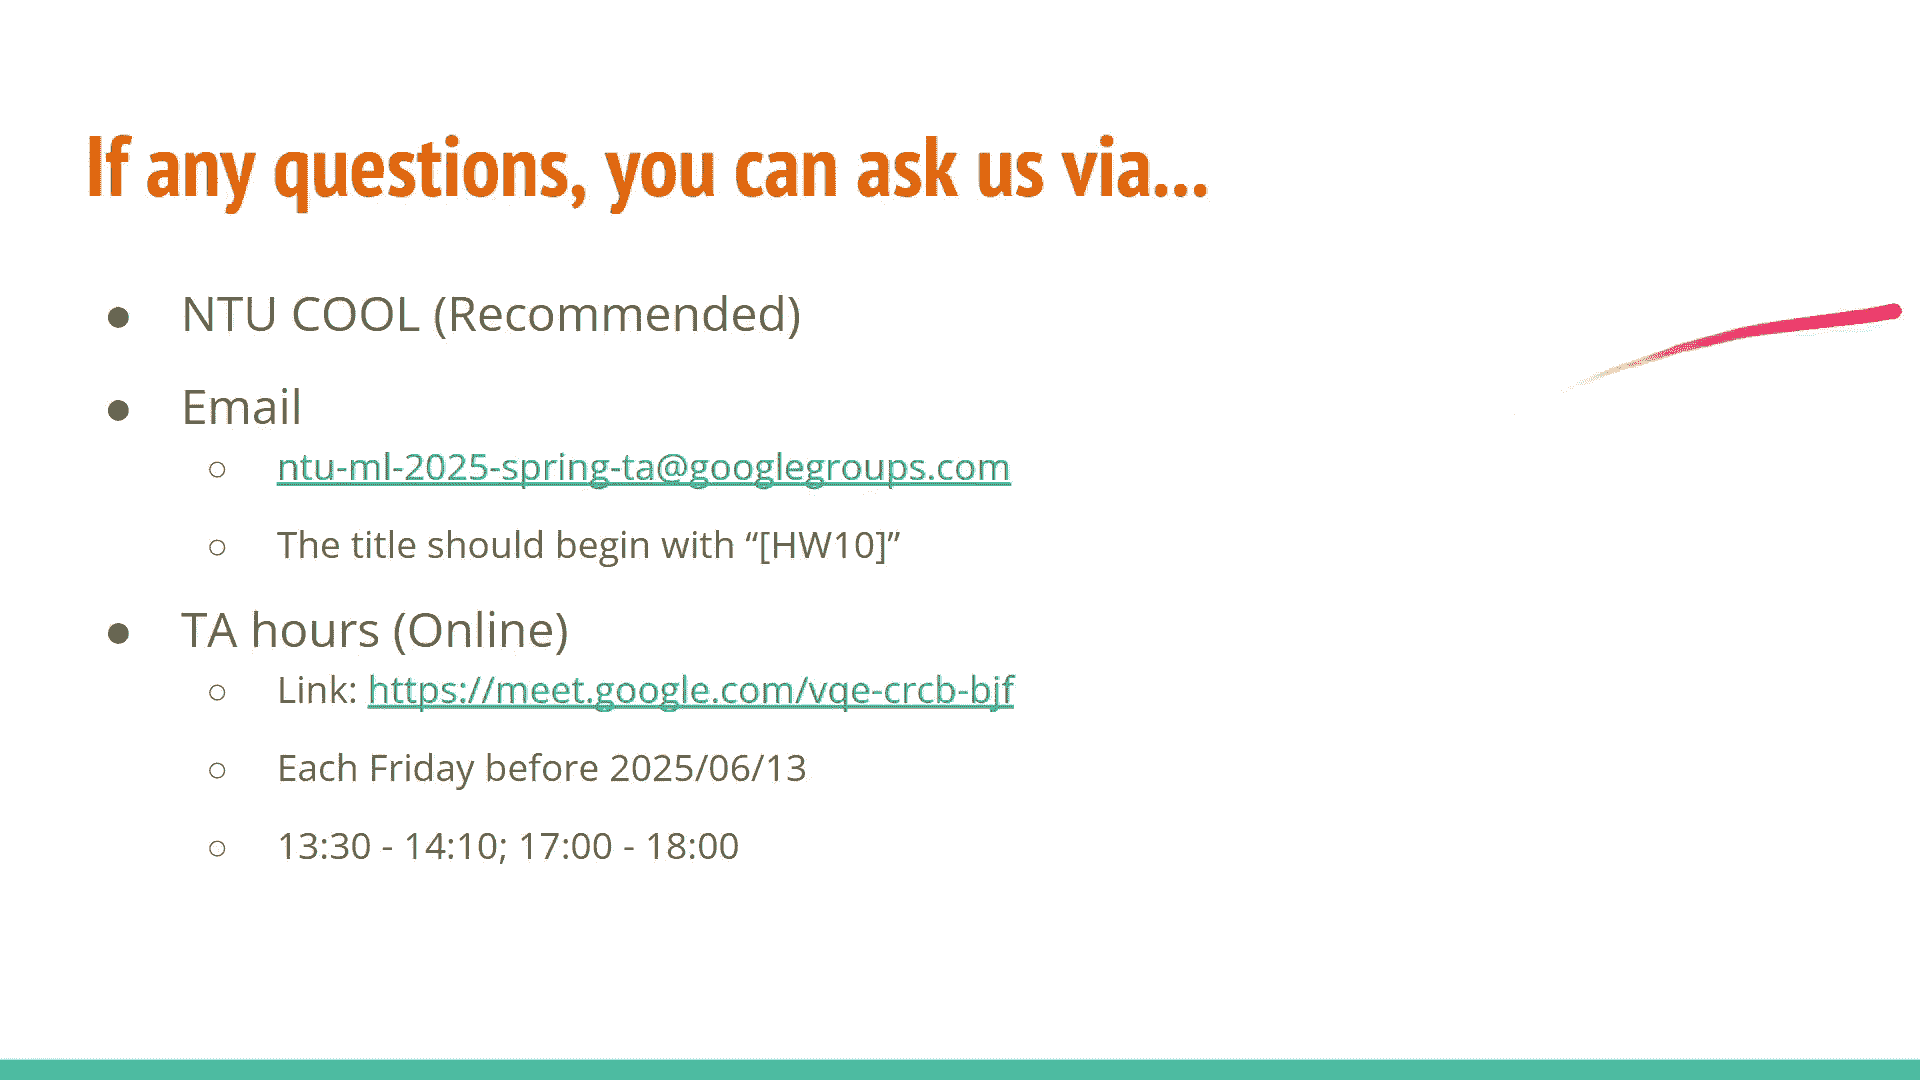 If any questions, you can ask us via...
● NTU COOL (Recommended)
● Email
○ ntu-ml-2025-spring-ta@googlegroups.com
○ The title should begin with “[HW10]”
● TA hours (Online)
○ Link: https://meet.google.com/vqe-crcb-bjf
○ Each Friday before 2025/06/13
○ 13:30 - 14:10; 17:00 - 18:00